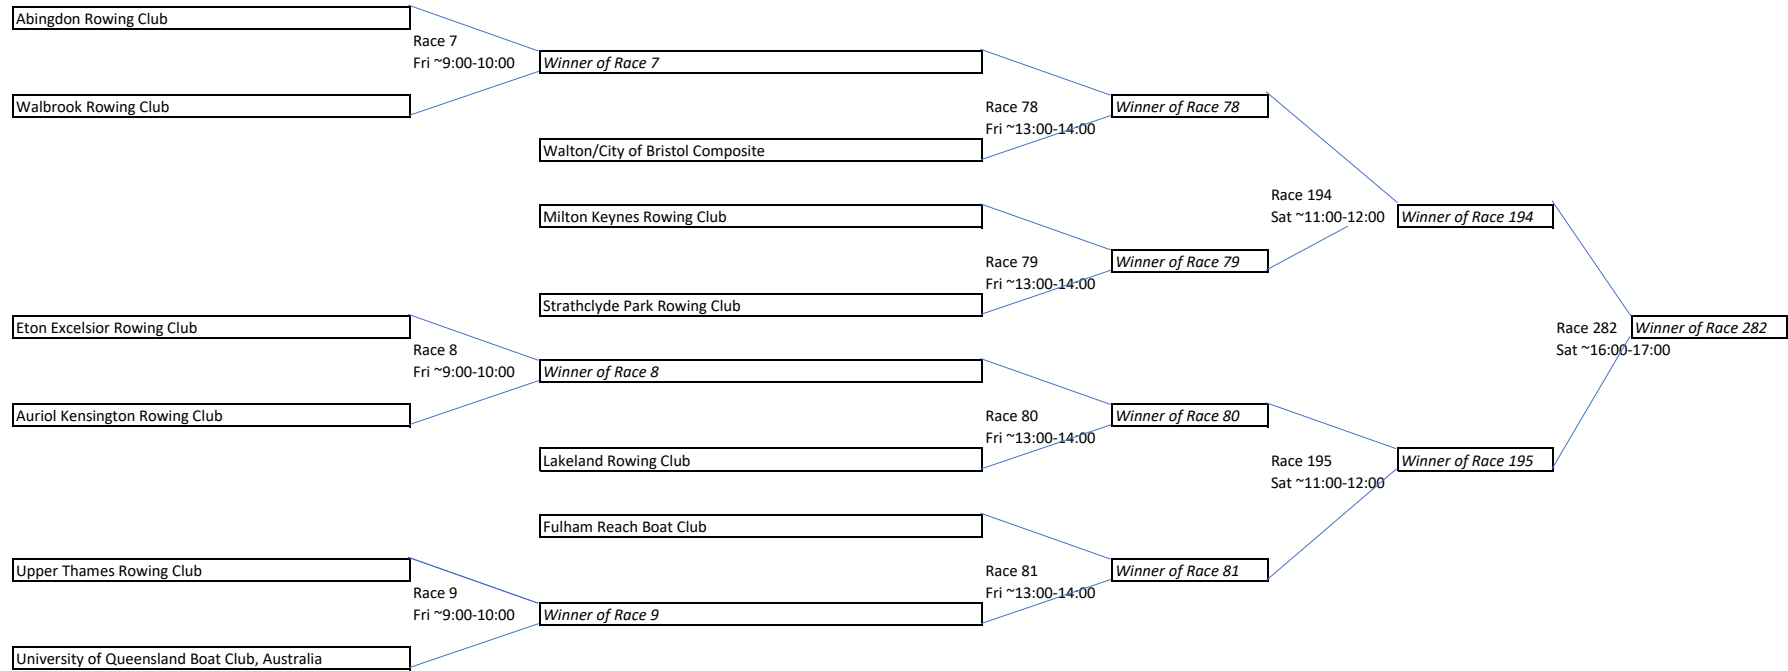 Abingdon Rowing Club
Race 7
Fri ~9:00-10:00
Winner of Race 7
Walbrook Rowing Club
Race 78
Fri ~13:00-14:00
Winner of Race 78
Walton/City of Bristol Composite
Race 194
Sat ~11:00-12:00
Winner of Race 194
Milton Keynes Rowing Club
Race 79
Fri ~13:00-14:00
Winner of Race 79
Strathclyde Park Rowing Club
Eton Excelsior Rowing Club
Race 282
Sat ~16:00-17:00
Winner of Race 282
Race 8
Fri ~9:00-10:00
Winner of Race 8
Auriol Kensington Rowing Club
Race 80
Fri ~13:00-14:00
Winner of Race 80
Lakeland Rowing Club
Race 195
Sat ~11:00-12:00
Winner of Race 195
Fulham Reach Boat Club
Upper Thames Rowing Club
Race 81
Fri ~13:00-14:00
Winner of Race 81
Race 9
Fri ~9:00-10:00
Winner of Race 9
University of Queensland Boat Club, Australia